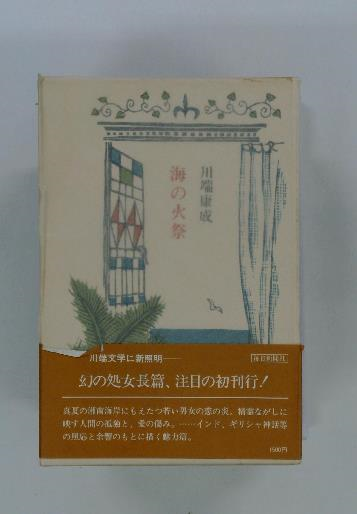 川端康成
海の火祭
川端文学に新照明――
毎日新聞社
幻の処女長篇、注目の初刊行!
真夏の湘南海岸にもえたつ若い男女の恋の炎、精霊ながしに
映す人間の孤独と、愛の傷み。……インド、ギリシャ神話等
の照応と余響のもとに描く魅力篇。
1500円